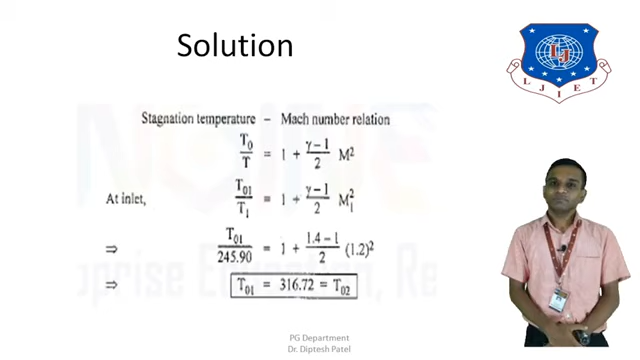 Solution
LJ
LJIET
Stagnation temperature – Mach number relation
T₀/T = 1 + (γ−1)/2 M²
At inlet, T₀₁/T₁ = 1 + (γ−1)/2 M₁²
⇒ T₀₁/245.90 = 1 + (1.4−1)/2 (1.2)²
⇒ T₀₁ = 316.72 = T₀₂
PG Department
Dr. Diptesh Patel